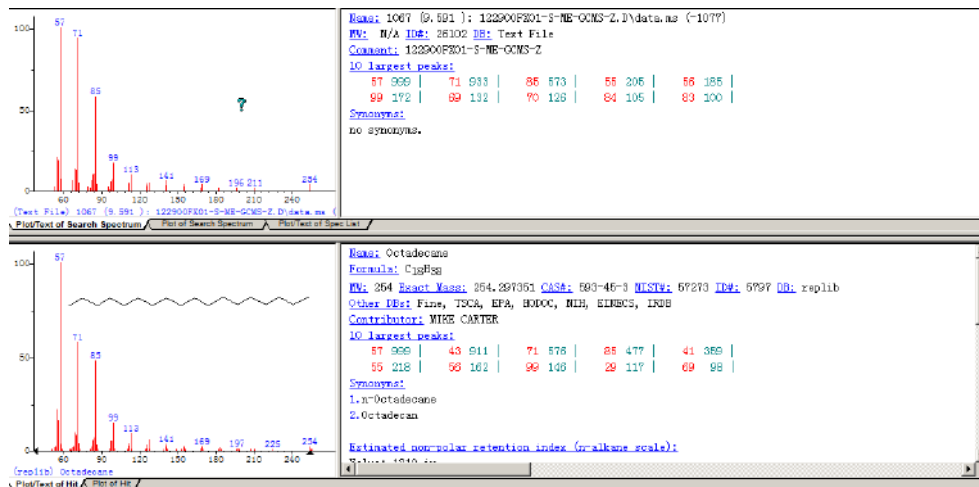 100
57
71
85
50
99
113
141
169
196
211
254
60 90 120 150 180 210 240
(Text File) 1067 (9.591 ): 122900FX01-S-ME-GCMS-Z.D\data.ms (
Plot/Text of Search Spectrum Plot of Search Spectrum Plot/Text of Spec List
Name: 1067 (9.591 ): 122900FX01-S-ME-GCMS-Z.D\data.ms (-1077)
MW: N/A ID#: 26102 DB: Text File
Comment: 122900FX01-S-ME-GCMS-Z
10 largest peaks:
57 999 | 71 933 | 85 573 | 55 205 | 56 185 |
99 172 | 69 132 | 70 126 | 84 105 | 83 100 |
Synonyms:
no synonyms.
100
57
71
85
50
99
113
141
169
197
225
254
60 90 120 150 180 210 240
(replib) Octadecane
Plot/Text of Hit Plot of Hit
Name: Octadecane
Formula: C18H38
MW: 254 Exact Mass: 254.297351 CAS#: 593-45-3 NIST#: 57273 ID#: 5797 DB: replib
Other DBs: Fine, TSCA, EPA, HODOC, NIH, EINECS, IRDB
Contributor: MIKE CARTER
10 largest peaks:
57 999 | 43 911 | 71 576 | 85 477 | 41 359 |
55 218 | 56 162 | 99 146 | 29 117 | 69 98 |
Synonyms:
1.n-Octadecane
2.Octadecan
Estimated non-polar retention index (n-alkane scale):